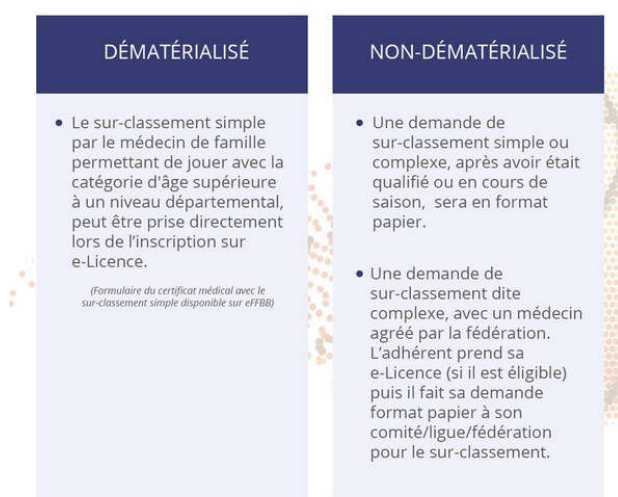 DÉMATÉRIALISÉ
Le sur-classement simple
par le médecin de famille
permettant de jouer avec la
catégorie d'âge supérieure
à un niveau départemental,
peut être prise directement
lors de l'inscription sur
e-Licence.
(Formulaire du certificat médical avec le
sur-classement simple disponible sur eFFBB)
NON-DÉMATÉRIALISÉ
Une demande de
sur-classement simple ou
complexe, après avoir était
qualifié ou en cours de
saison, sera en format
papier.
Une demande de
sur-classement dite
complexe, avec un médecin
agréé par la fédération.
L'adhérent prend sa
e-Licence (si il est éligible)
puis il fait sa demande
format papier à son
comité/ligue/fédération
pour le sur-classement.